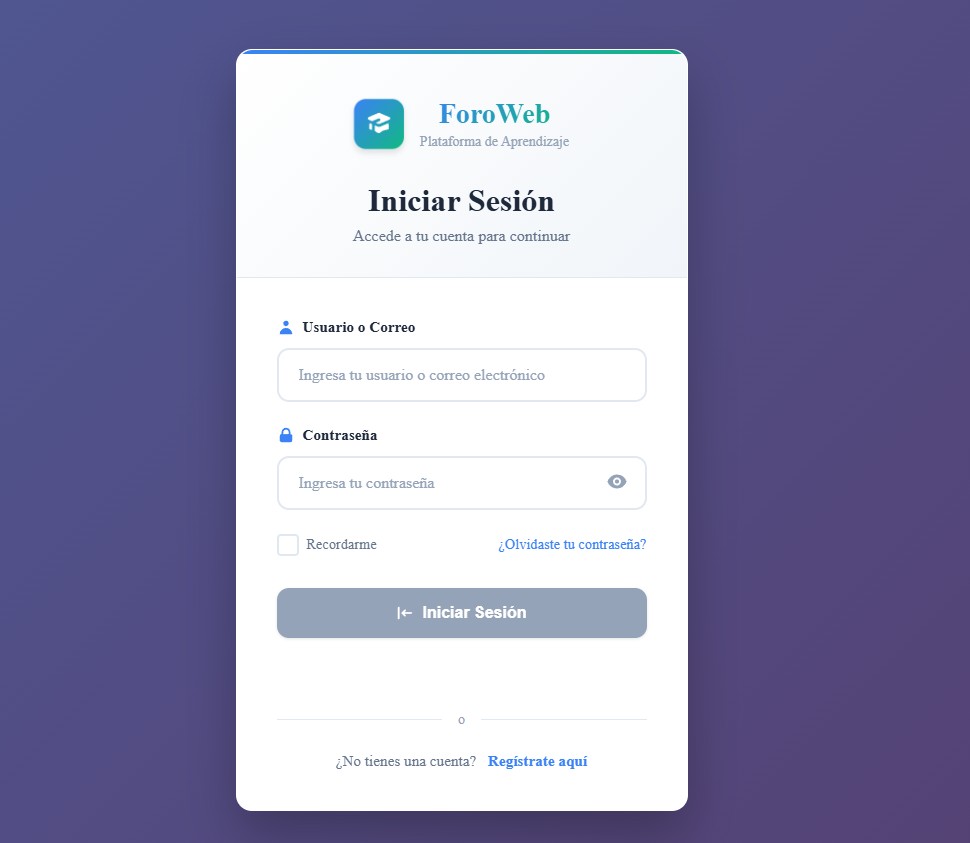 ForoWeb
Plataforma de Aprendizaje
Iniciar Sesión
Accede a tu cuenta para continuar
Usuario o Correo
Ingresa tu usuario o correo electrónico
Contraseña
Ingresa tu contraseña
Recordarme
¿Olvidaste tu contraseña?
Iniciar Sesión
o
¿No tienes una cuenta? Regístrate aquí